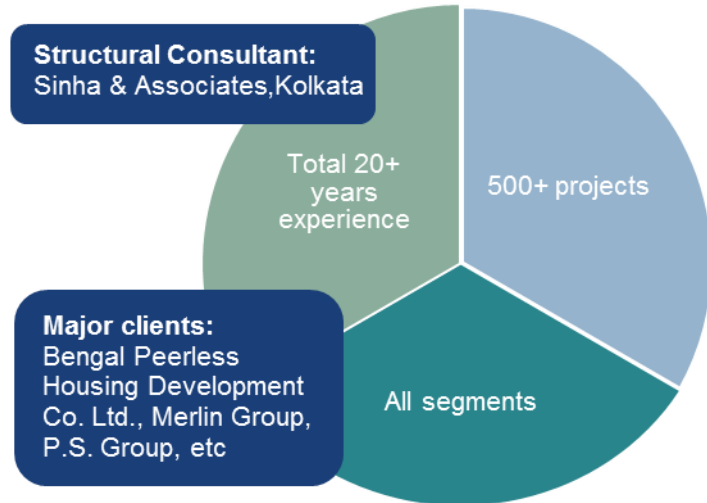 Structural Consultant:
Sinha & Associates,Kolkata
Total 20+
years
experience
500+ projects
Major clients:
Bengal Peerless
Housing Development
Co. Ltd., Merlin Group,
P.S. Group, etc
All segments